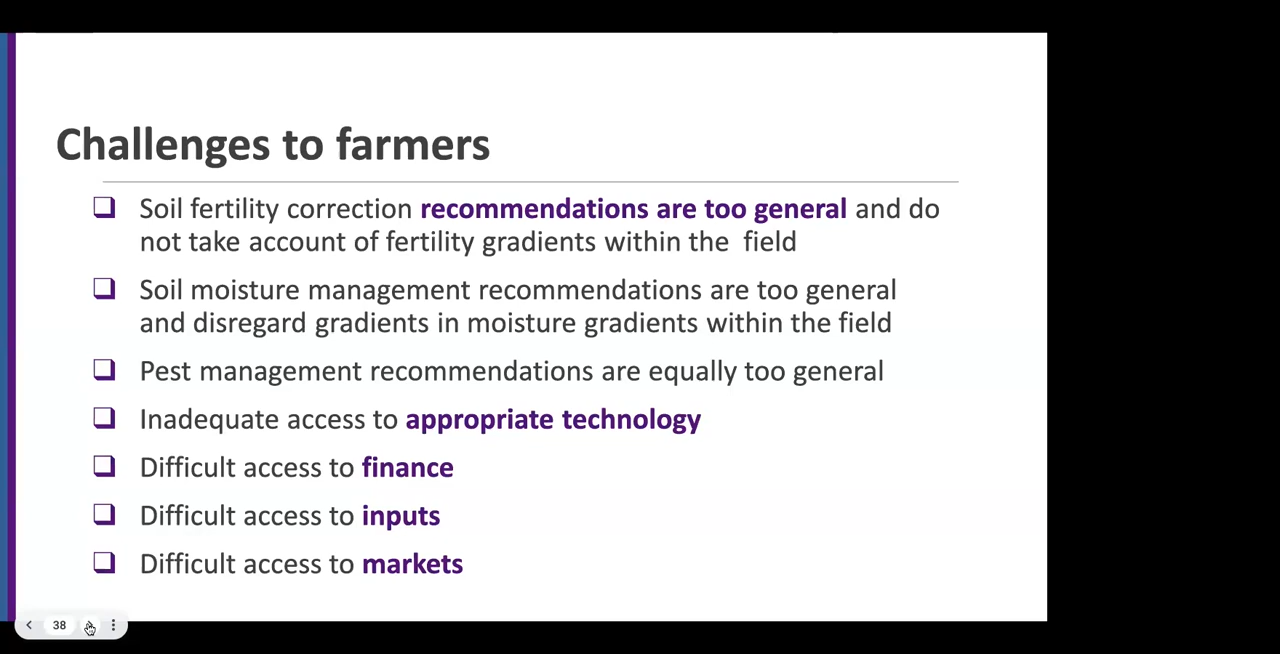 Challenges to farmers
Soil fertility correction recommendations are too general and do
not take account of fertility gradients within the field
Soil moisture management recommendations are too general
and disregard gradients in moisture gradients within the field
Pest management recommendations are equally too general
Inadequate access to appropriate technology
Difficult access to finance
Difficult access to inputs
Difficult access to markets
38